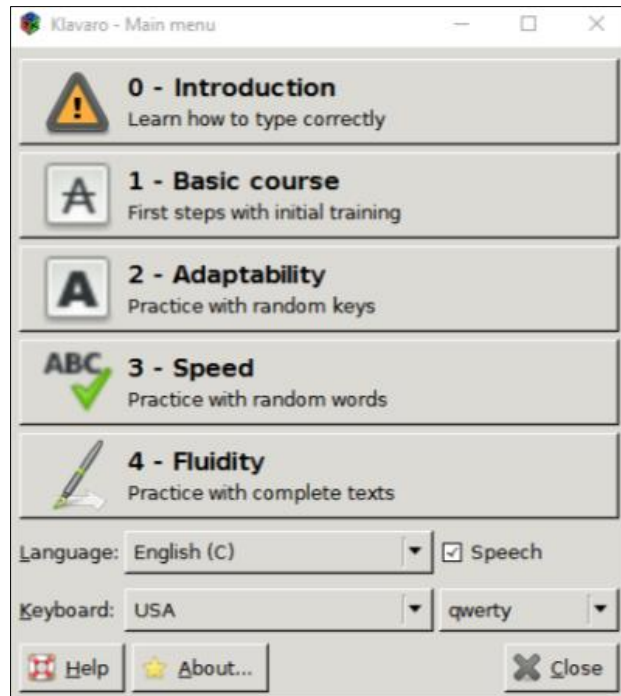 Klavaro - Main menu
0 - Introduction
Learn how to type correctly
1 - Basic course
First steps with initial training
A
2 - Adaptability
Practice with random keys
A
ABC
3 - Speed
Practice with random words
4 - Fluidity
Practice with complete texts
Language: English (C) Speech
Keyboard: USA qwerty
Help About... Close